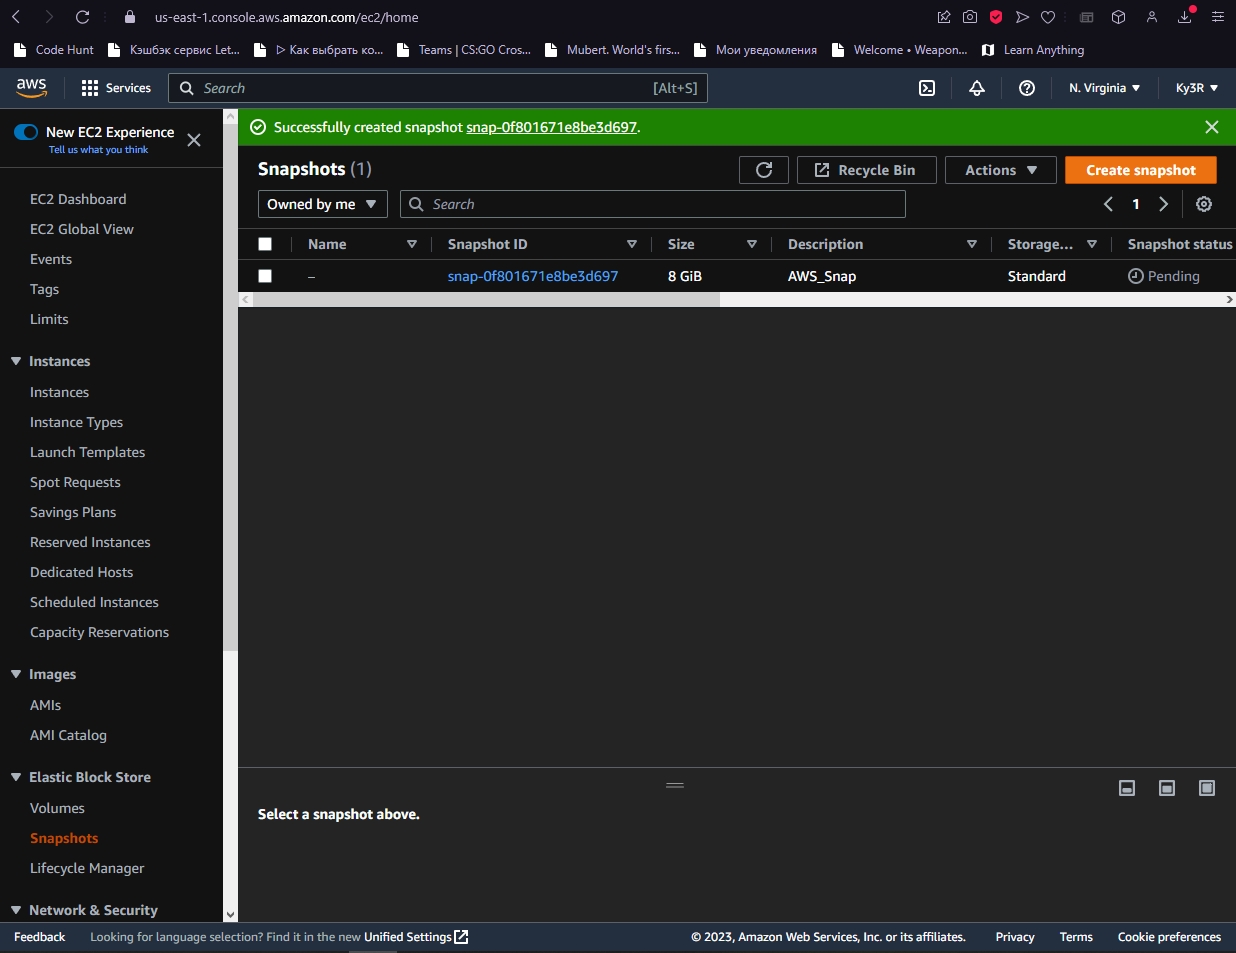 us-east-1.console.aws.amazon.com/ec2/home
Code Hunt Кэшбэк сервис Let... ▷ Как выбрать ко... Teams | CS:GO Cros... Mubert. World's firs... Мои уведомления Welcome • Weapon... Learn Anything
aws Services Search [Alt+S] N. Virginia Ky3R
New EC2 Experience
Tell us what you think
EC2 Dashboard
EC2 Global View
Events
Tags
Limits
Instances
Instances
Instance Types
Launch Templates
Spot Requests
Savings Plans
Reserved Instances
Dedicated Hosts
Scheduled Instances
Capacity Reservations
Images
AMIs
AMI Catalog
Elastic Block Store
Volumes
Snapshots
Lifecycle Manager
Network & Security
Successfully created snapshot snap-0f801671e8be3d697.
Snapshots (1) Recycle Bin Actions Create snapshot
Owned by me Search 1
Name Snapshot ID Size Description Storage... Snapshot status
– snap-0f801671e8be3d697 8 GiB AWS_Snap Standard Pending
Select a snapshot above.
Feedback Looking for language selection? Find it in the new Unified Settings © 2023, Amazon Web Services, Inc. or its affiliates. Privacy Terms Cookie preferences